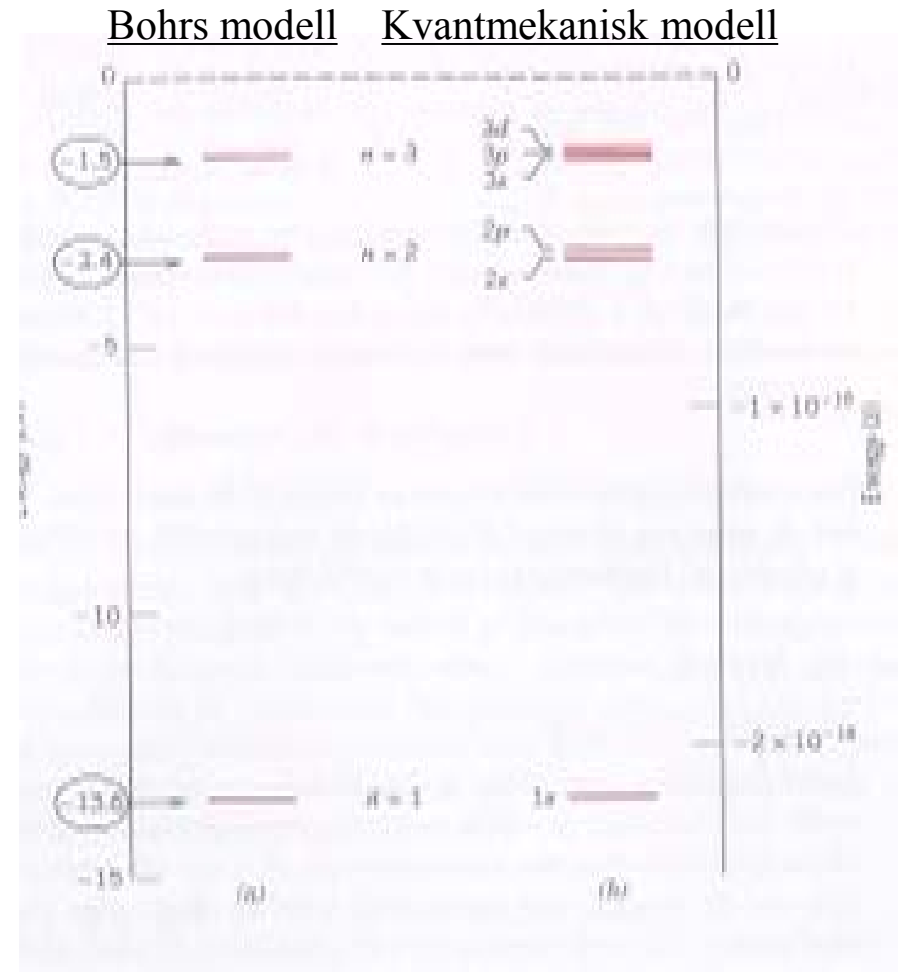 Bohrs modell Kvantmekanisk modell
0 0
3d
-1.5 n = 3 3p
3s
2p
-3.4 n = 2
2s
-5
-1 × 10⁻¹⁸
Energy (J)
-10
-2 × 10⁻¹⁸
-13.6 n = 1 1s
-15
(a) (b)